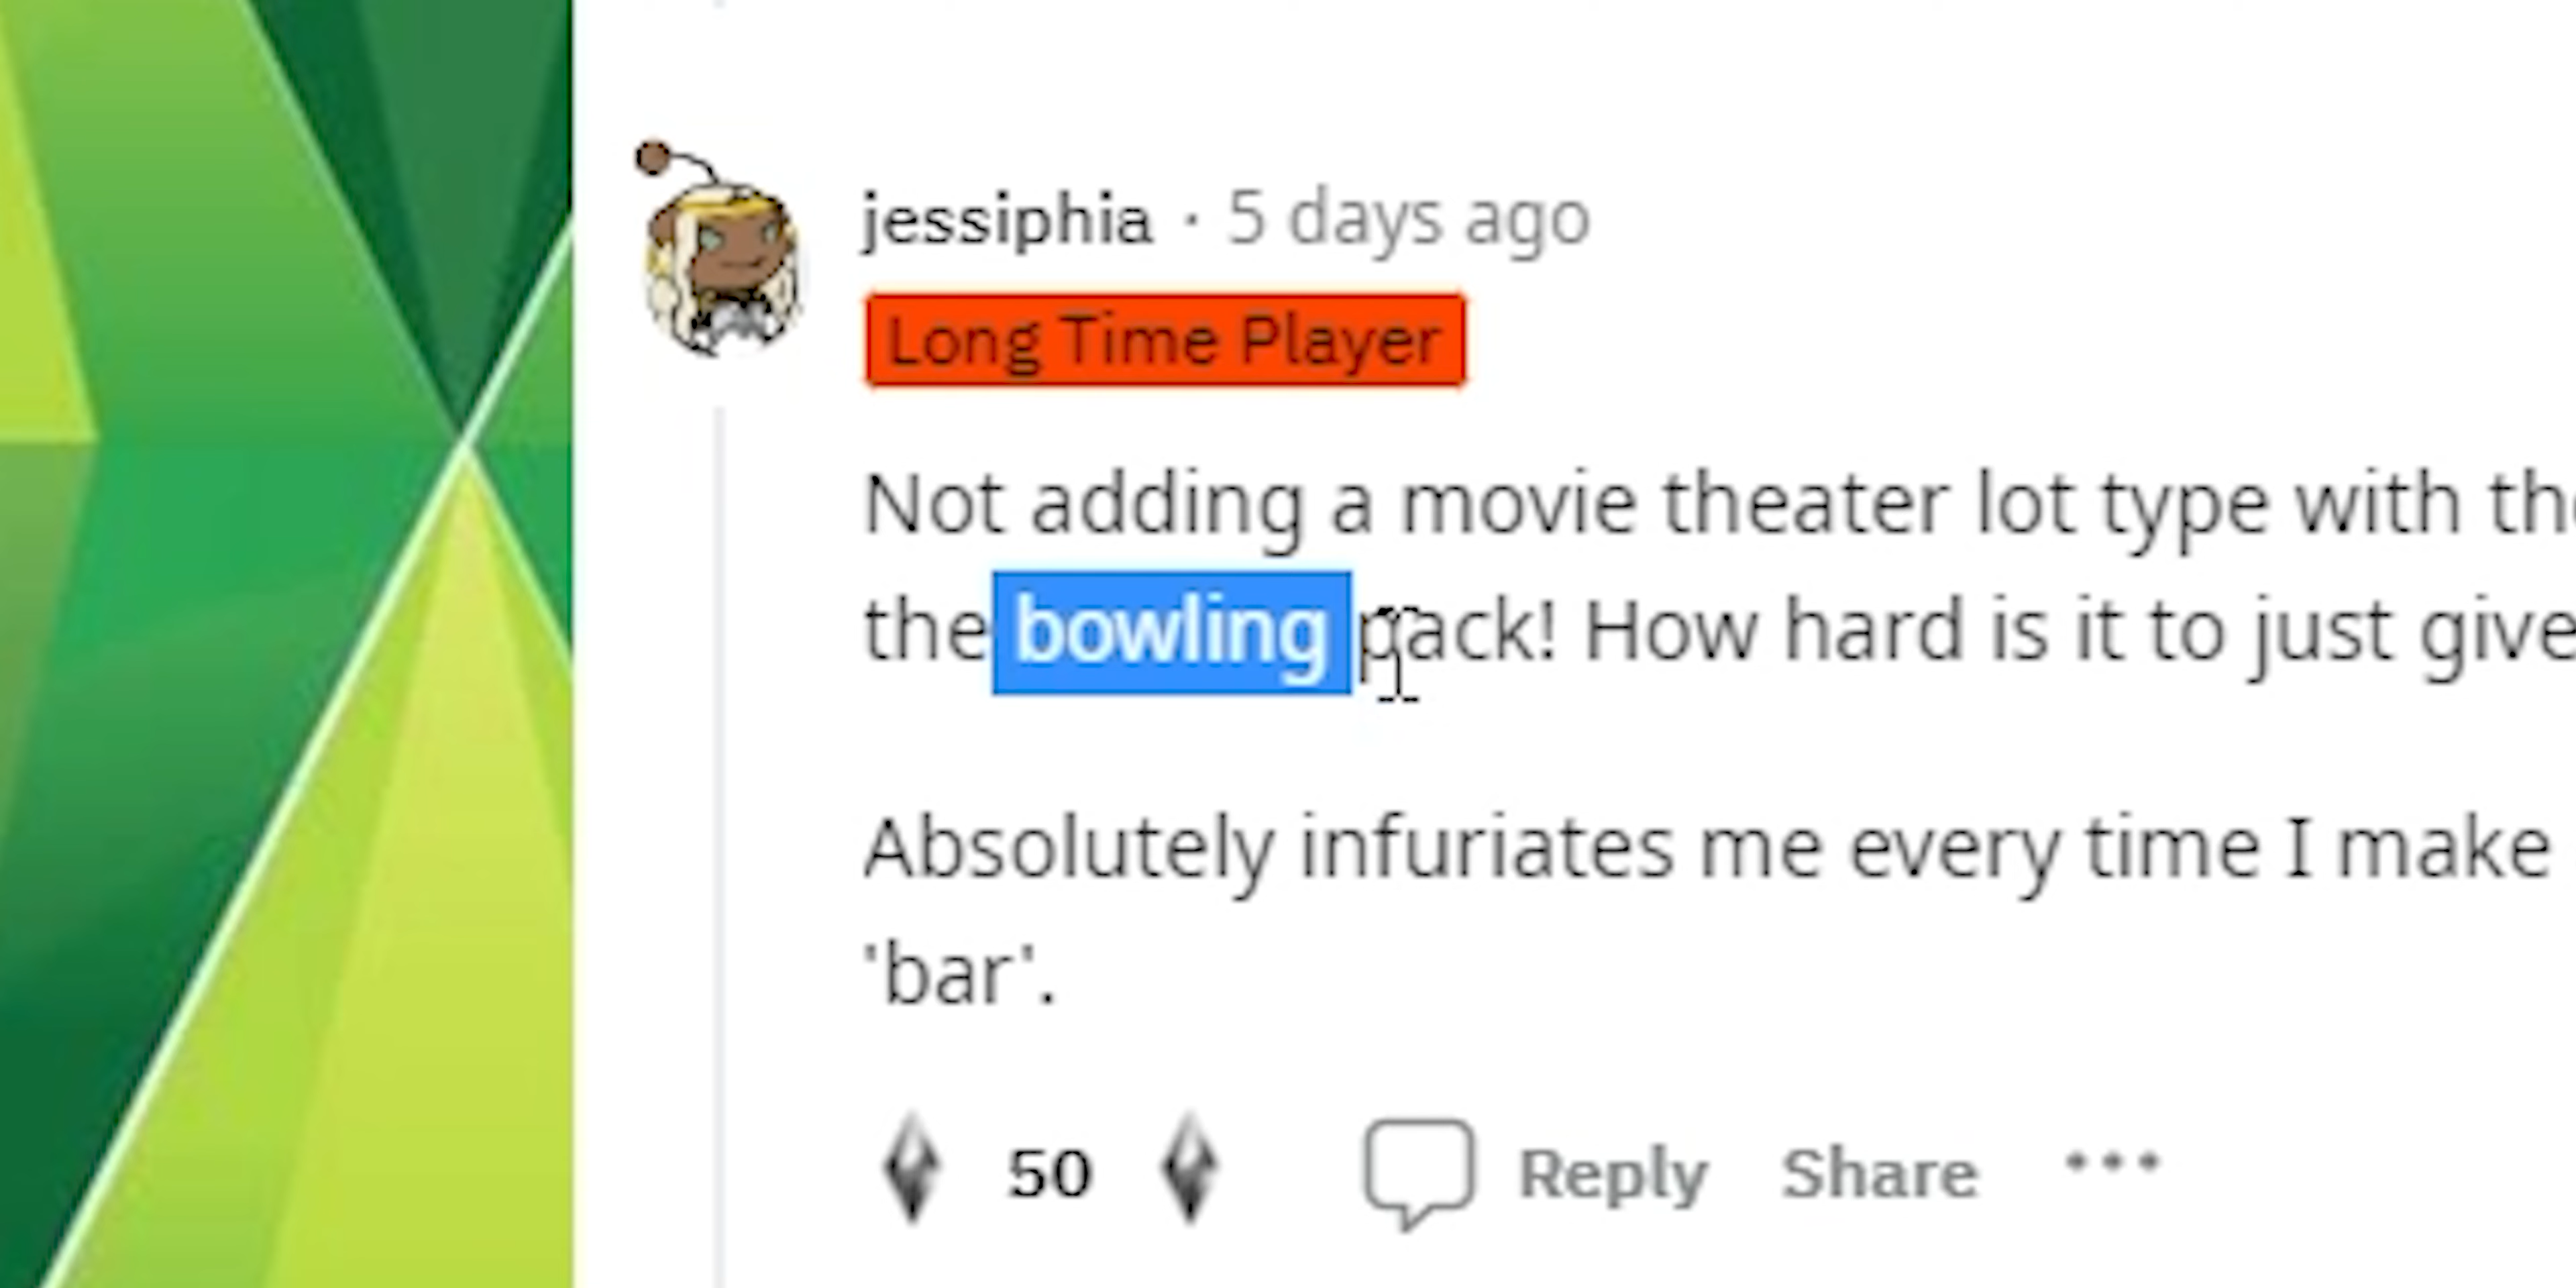 jessiphia · 5 days ago
Long Time Player
Not adding a movie theater lot type with
the bowling pack! How hard is it to just give
Absolutely infuriates me every time I make
'bar'.
50 Reply Share •••